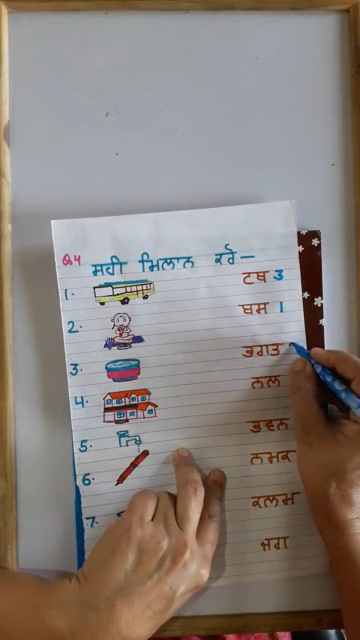 Q4 ਸਹੀ ਮਿਲਾਨ ਕਰੋ—
1. ਟਬ 3
2. ਬਸ 1
3. ਭਗਤ
4. ਨਲ
5. ਭਵਨ
6. ਨਮਕ
7. ਕਲਮ
ਜਗ